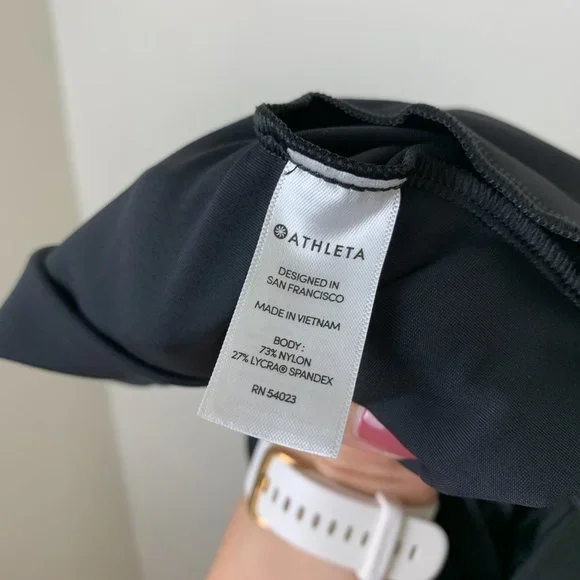 ATHLETA
DESIGNED IN
SAN FRANCISCO
MADE IN VIETNAM
BODY :
73% NYLON
27% LYCRA® SPANDEX
RN 54023